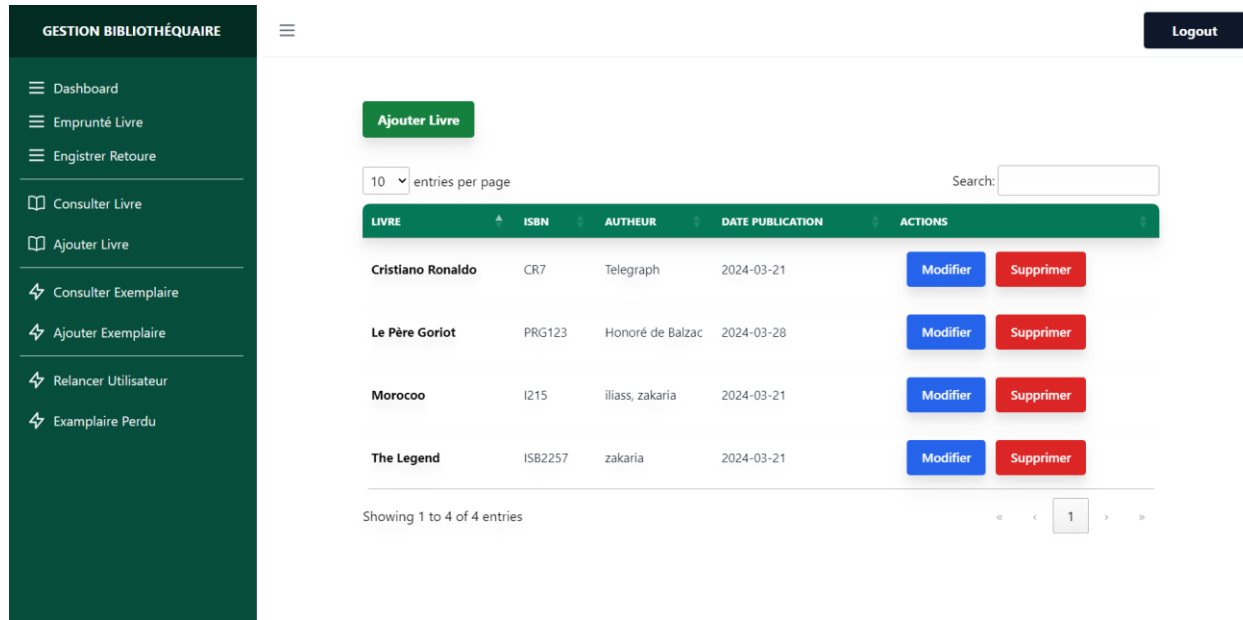 GESTION BIBLIOTHÉQUAIRE
Logout
Dashboard
Emprunté Livre
Engistrer Retoure
Consulter Livre
Ajouter Livre
Consulter Exemplaire
Ajouter Exemplaire
Relancer Utilisateur
Examplaire Perdu
Ajouter Livre
10 entries per page Search:
LIVRE ISBN AUTHEUR DATE PUBLICATION ACTIONS
Cristiano Ronaldo CR7 Telegraph 2024-03-21 Modifier Supprimer
Le Père Goriot PRG123 Honoré de Balzac 2024-03-28 Modifier Supprimer
Morocoo I215 iliass, zakaria 2024-03-21 Modifier Supprimer
The Legend ISB2257 zakaria 2024-03-21 Modifier Supprimer
Showing 1 to 4 of 4 entries « ‹ 1 › »